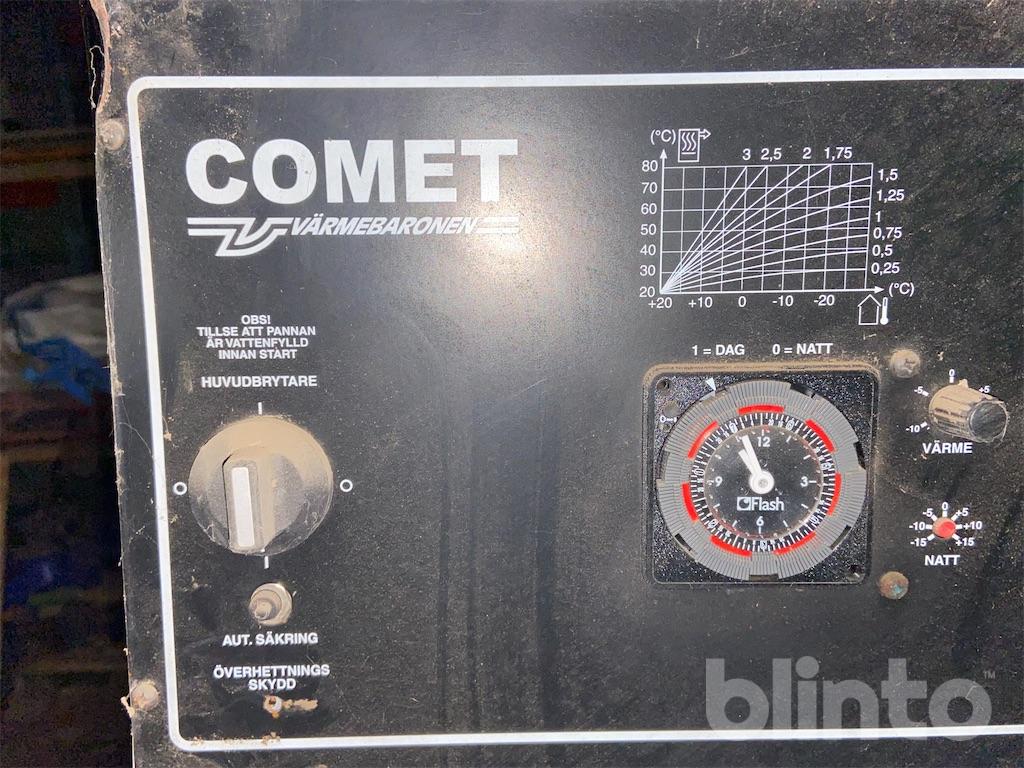 COMET
VÄRMEBARONEN
OBS!
TILLSE ATT PANNAN
ÄR VATTENFYLLD
INNAN START
HUVUDBRYTARE
AUT. SÄKRING
ÖVERHETTNINGS
SKYDD
(°C)
3 2,5 2 1,75
80
70
60
50
40
30
20
1,5
1,25
1
0,75
0,5
0,25
+20 +10 0 -10 -20
(°C)
1 = DAG 0 = NATT
12
3
6
9
Flash
-10 -5 0 +5
VÄRME
-15 -10 -5 0 +5 +10 +15
NATT
blinto™